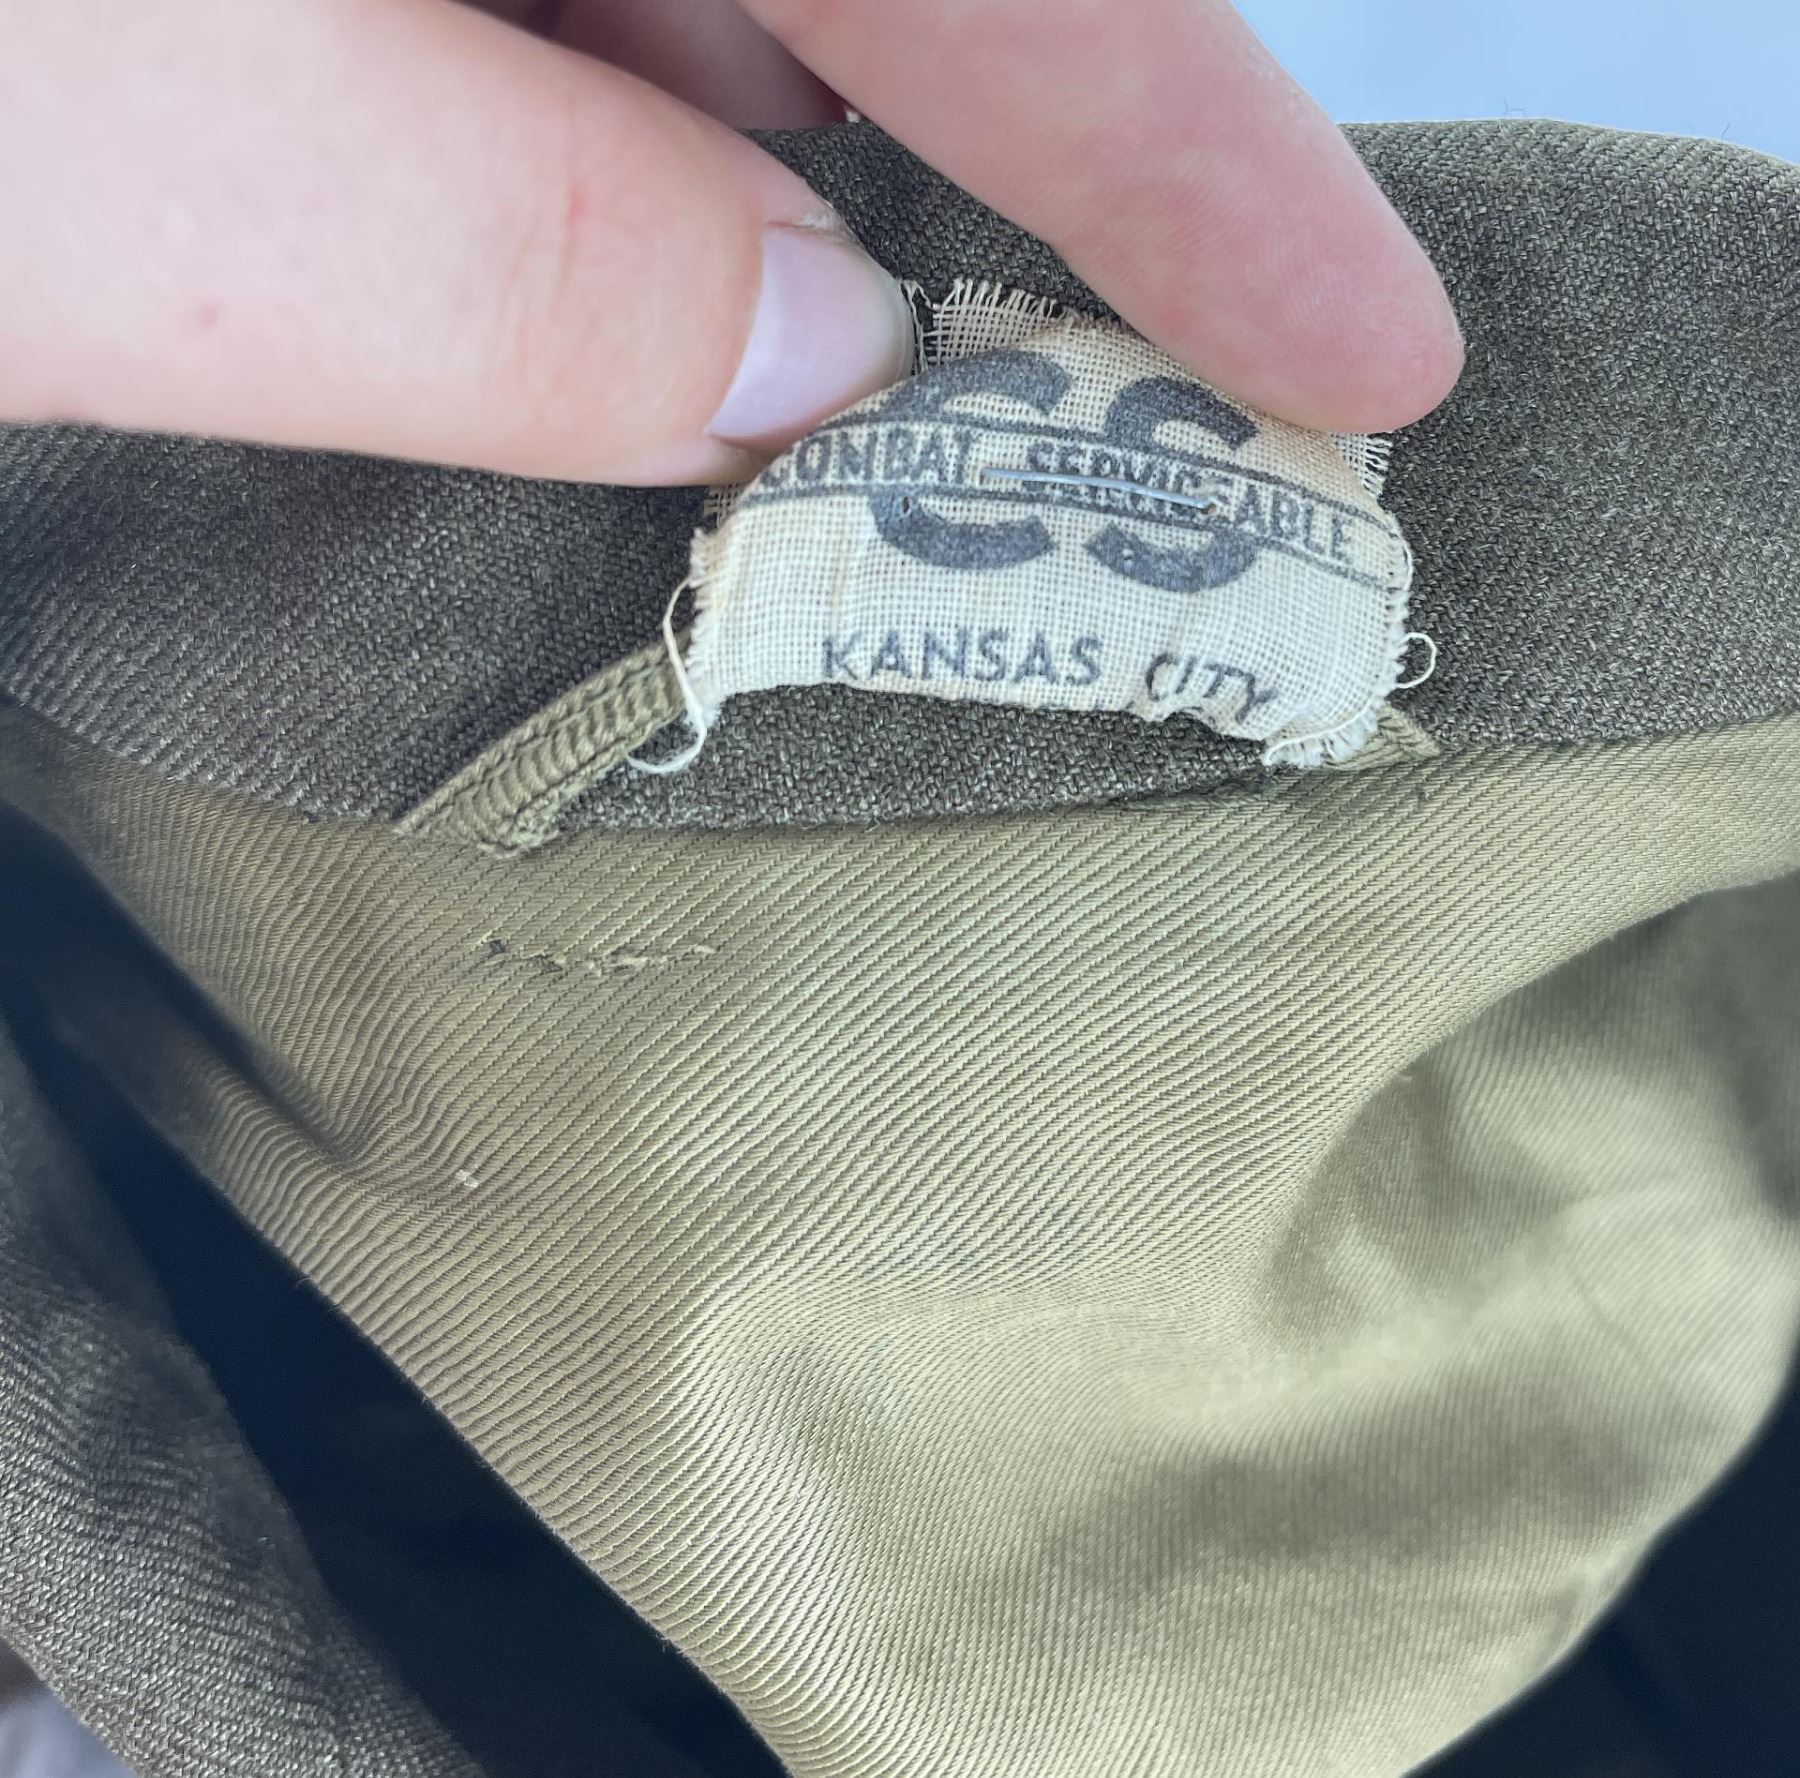 CS
COMBAT SERVICEABLE
KANSAS CITY